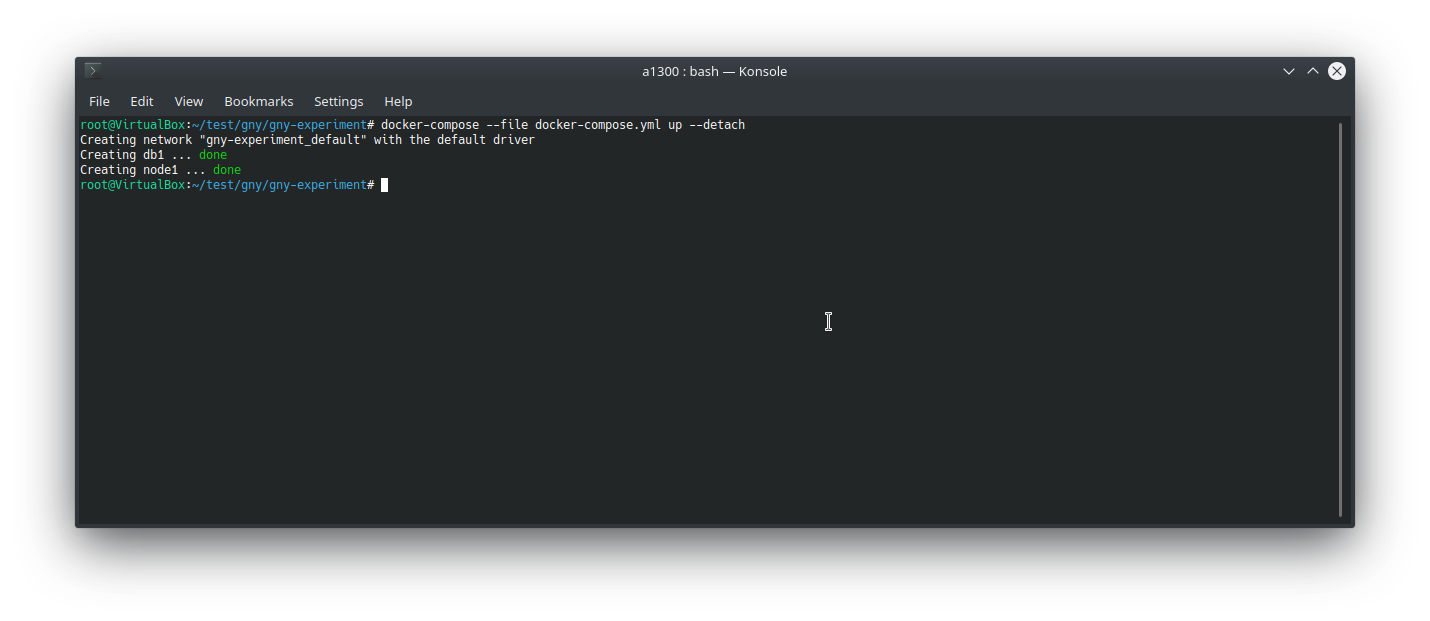 a1300 : bash — Konsole
File Edit View Bookmarks Settings Help
root@VirtualBox:~/test/gny/gny-experiment# docker-compose --file docker-compose.yml up --detach
Creating network "gny-experiment_default" with the default driver
Creating db1 ... done
Creating node1 ... done
root@VirtualBox:~/test/gny/gny-experiment#